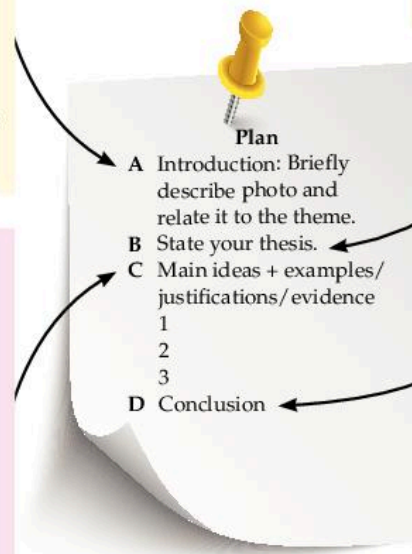 Plan
A Introduction: Briefly
describe photo and
relate it to the theme.
B State your thesis.
C Main ideas + examples/
justifications/evidence
1
2
3
D Conclusion